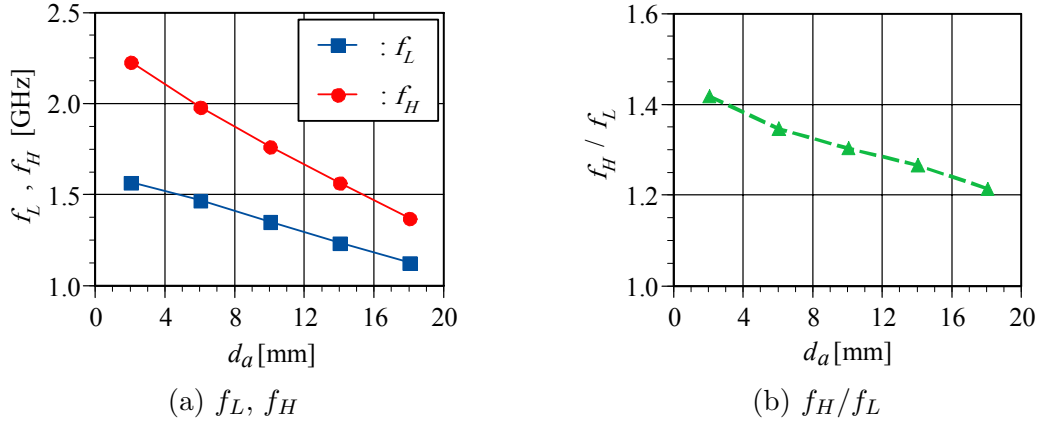 2.5
2.0
1.5
1.0
f_L , f_H [GHz]
: f_L
: f_H
0 4 8 12 16 20
d_a [mm]
(a) f_L, f_H
1.6
1.4
1.2
1.0
f_H / f_L
0 4 8 12 16 20
d_a [mm]
(b) f_H/f_L